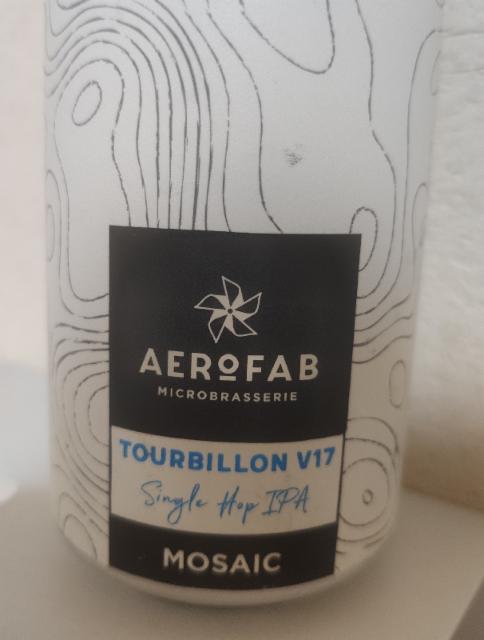 AEROFAB
MICROBRASSERIE
TOURBILLON V17
Single Hop IPA
MOSAIC